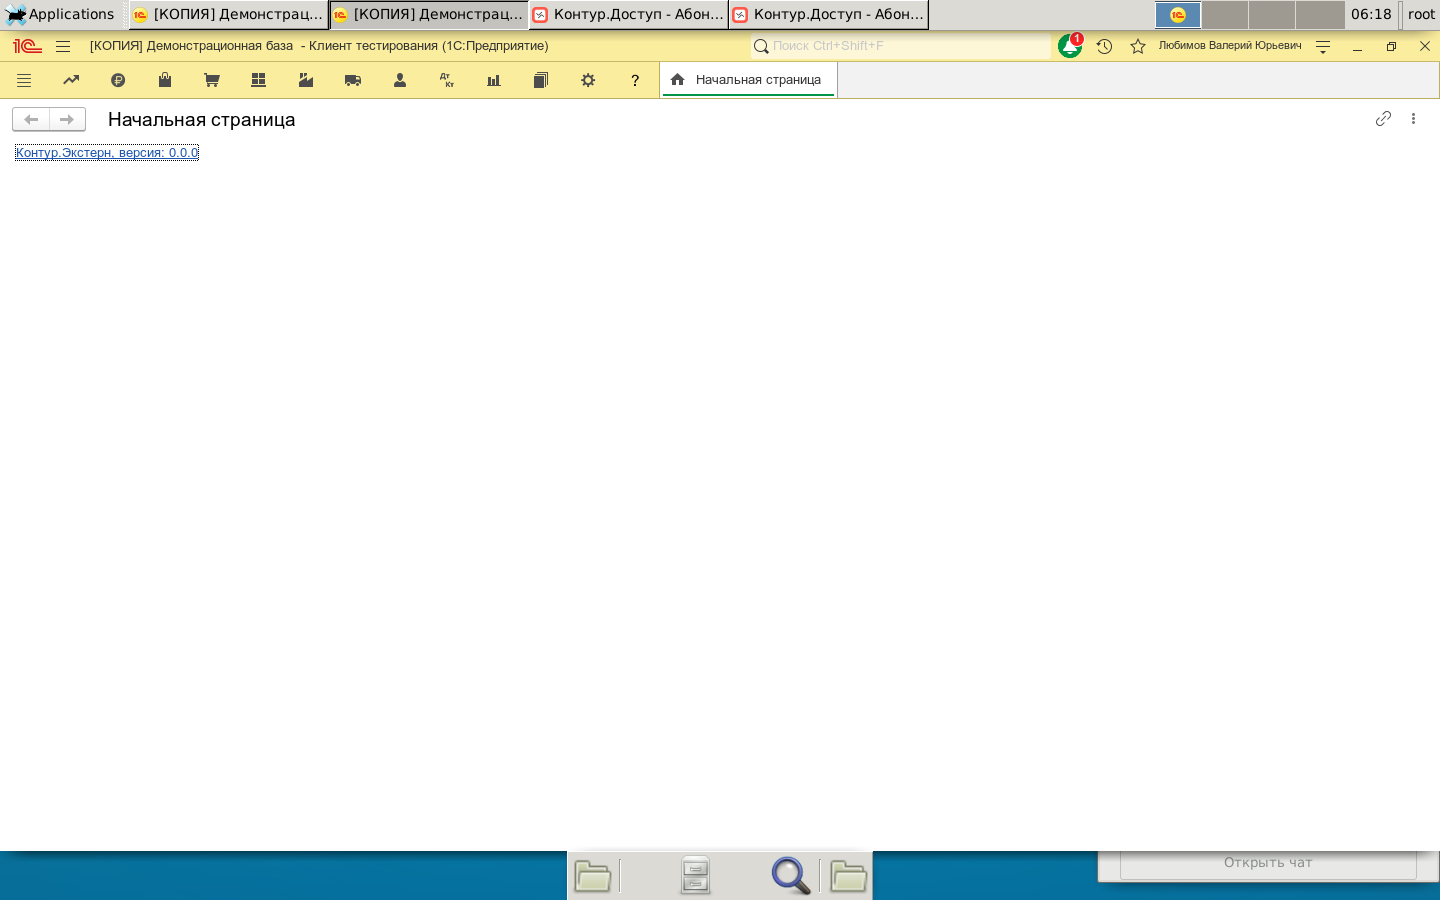 Applications
[КОПИЯ] Демонстрац...
[КОПИЯ] Демонстрац...
Контур.Доступ - Абон...
Контур.Доступ - Абон...
06:18
root
[КОПИЯ] Демонстрационная база - Клиент тестирования (1С:Предприятие)
Поиск Ctrl+Shift+F
1
Любимов Валерий Юрьевич
Дт
Кт
?
Начальная страница
Начальная страница
Контур.Экстерн, версия: 0.0.0
Открыть чат